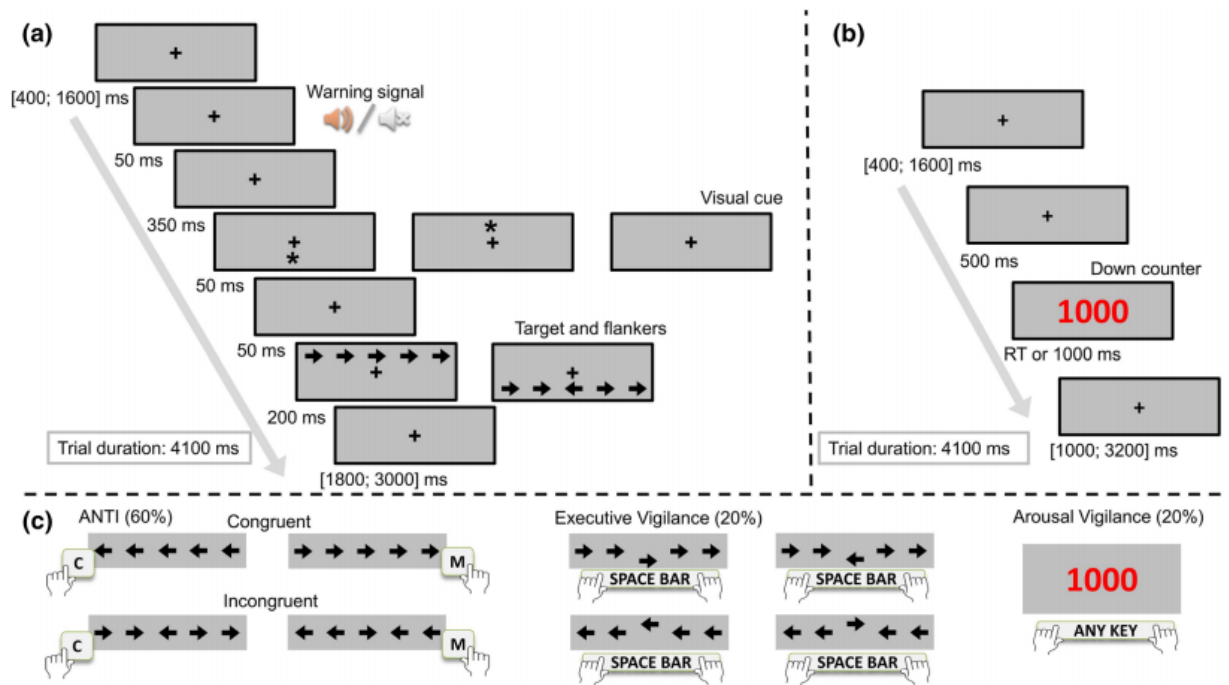 (a)
[400; 1600] ms
Warning signal
50 ms
350 ms
Visual cue
50 ms
50 ms
Target and flankers
200 ms
Trial duration: 4100 ms
[1800; 3000] ms
(b)
[400; 1600] ms
500 ms
Down counter
1000
RT or 1000 ms
Trial duration: 4100 ms
[1000; 3200] ms
(c)
ANTI (60%)
Congruent
C
M
Incongruent
C
M
Executive Vigilance (20%)
SPACE BAR
SPACE BAR
SPACE BAR
SPACE BAR
Arousal Vigilance (20%)
1000
ANY KEY